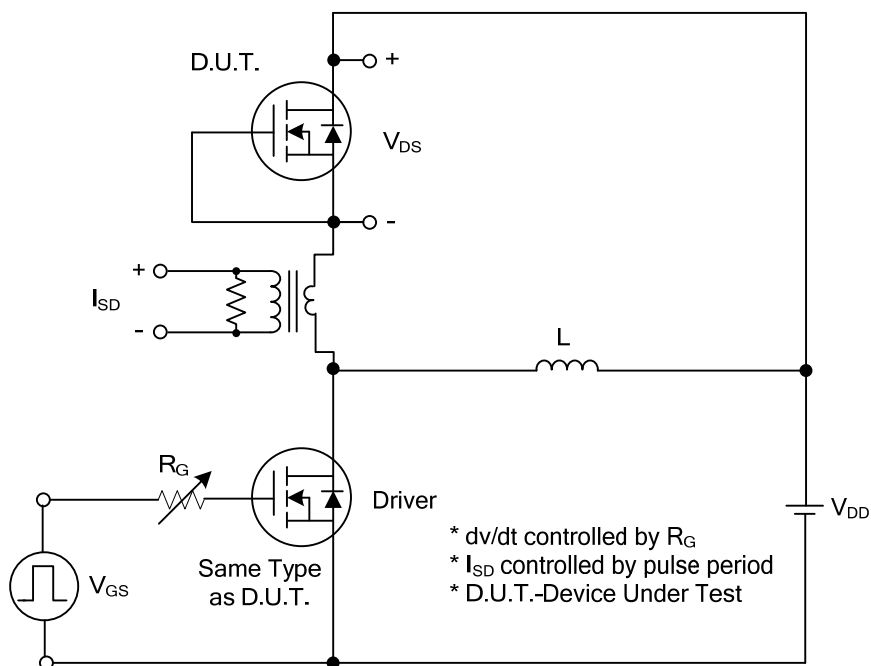 D.U.T.
+
V_DS
-
+
I_SD
-
L
R_G
Driver
V_DD
Same Type
as D.U.T.
V_GS
* dv/dt controlled by R_G
* I_SD controlled by pulse period
* D.U.T.-Device Under Test